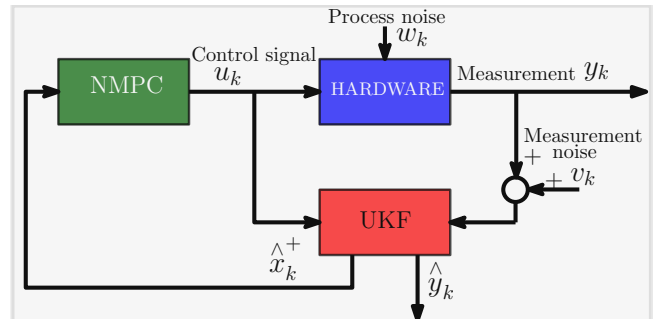 Process noise
w_k
Control signal
u_k
NMPC
HARDWARE
Measurement y_k
Measurement
+ noise
+ v_k
UKF
x̂_k^+
ŷ_k